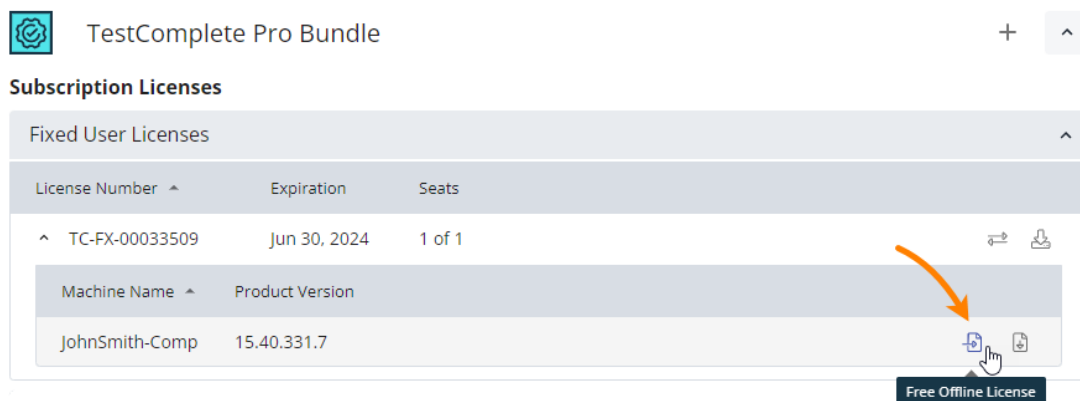 TestComplete Pro Bundle
Subscription Licenses
Fixed User Licenses
License Number Expiration Seats
TC-FX-00033509 Jun 30, 2024 1 of 1
Machine Name Product Version
JohnSmith-Comp 15.40.331.7
Free Offline License